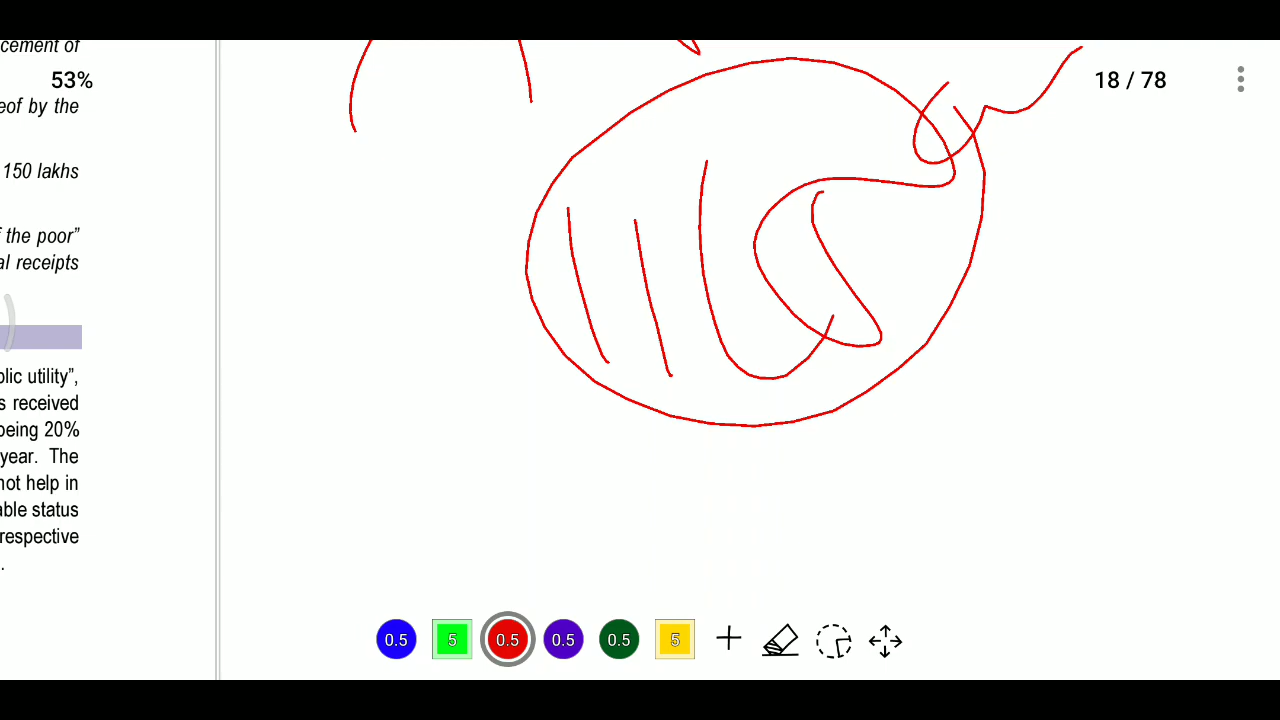 cement of
53%
18 / 78
eof by the
150 lakhs
f the poor”
al receipts
blic utility”,
s received
being 20%
year. The
not help in
able status
respective
.
0.5 5 0.5 0.5 0.5 5